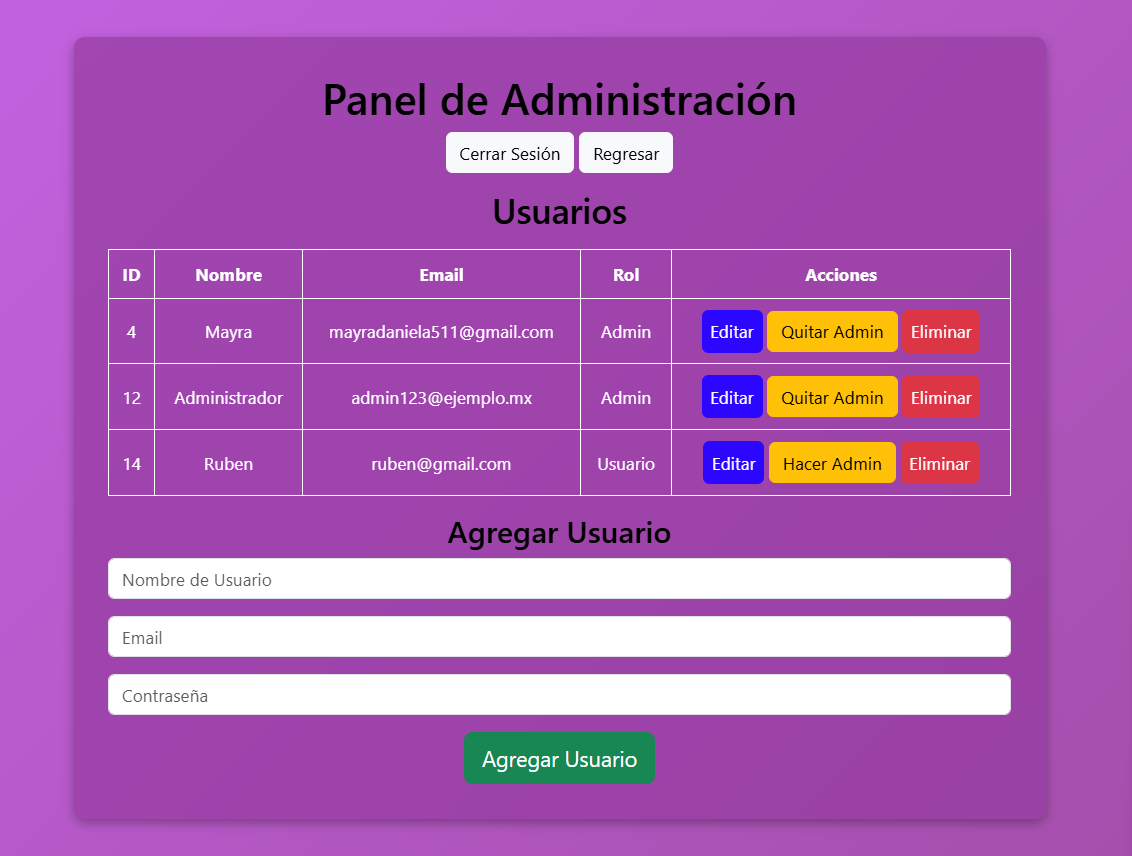 Panel de Administración
Cerrar Sesión Regresar
Usuarios
ID Nombre Email Rol Acciones
4 Mayra mayradaniela511@gmail.com Admin Editar Quitar Admin Eliminar
12 Administrador admin123@ejemplo.mx Admin Editar Quitar Admin Eliminar
14 Ruben ruben@gmail.com Usuario Editar Hacer Admin Eliminar
Agregar Usuario
Nombre de Usuario
Email
Contraseña
Agregar Usuario